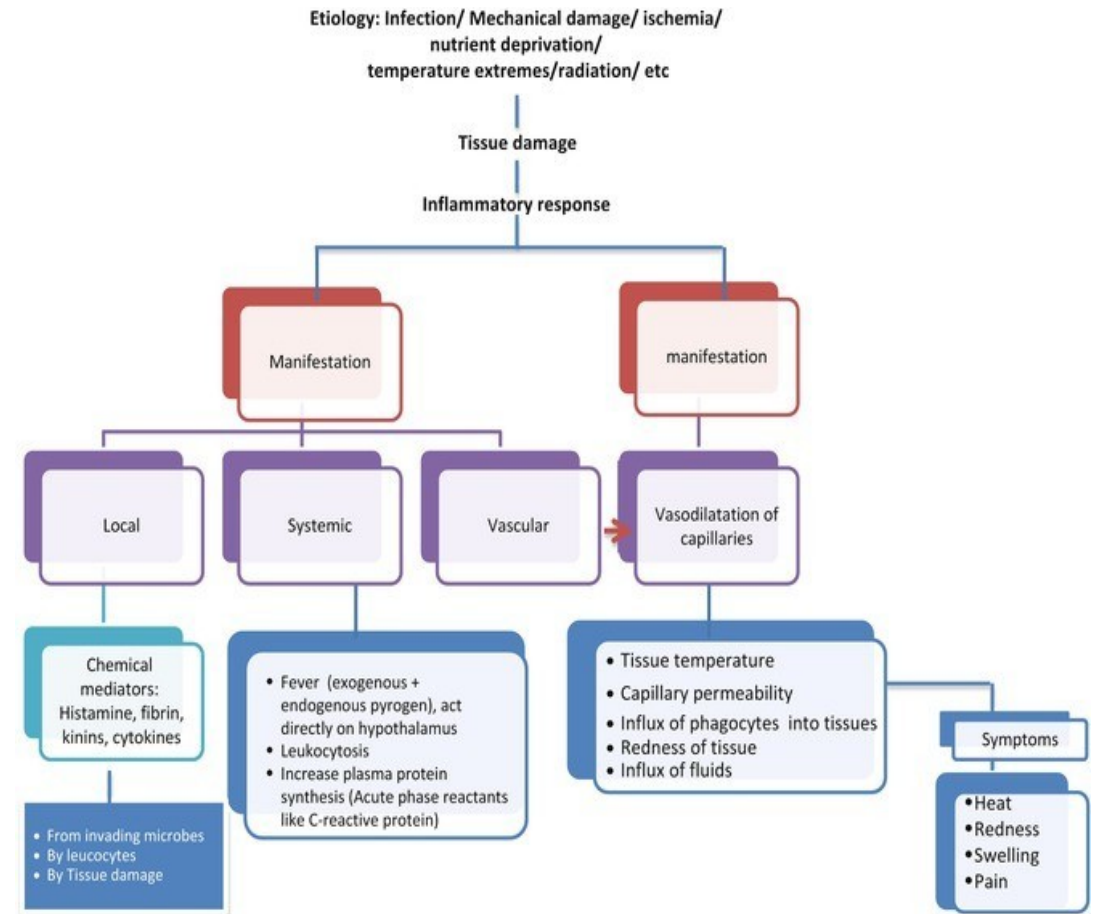 Etiology: Infection/ Mechanical damage/ ischemia/
nutrient deprivation/
temperature extremes/radiation/ etc
Tissue damage
Inflammatory response
Manifestation
manifestation
Local
Systemic
Vascular
Vasodilatation of
capillaries
Chemical
mediators:
Histamine, fibrin,
kinins, cytokines
• From invading microbes
• By leucocytes
• By Tissue damage
• Fever (exogenous +
endogenous pyrogen), act
directly on hypothalamus
• Leukocytosis
• Increase plasma protein
synthesis (Acute phase reactants
like C-reactive protein)
• Tissue temperature
• Capillary permeability
• Influx of phagocytes into tissues
• Redness of tissue
• Influx of fluids
Symptoms
•Heat
•Redness
•Swelling
•Pain